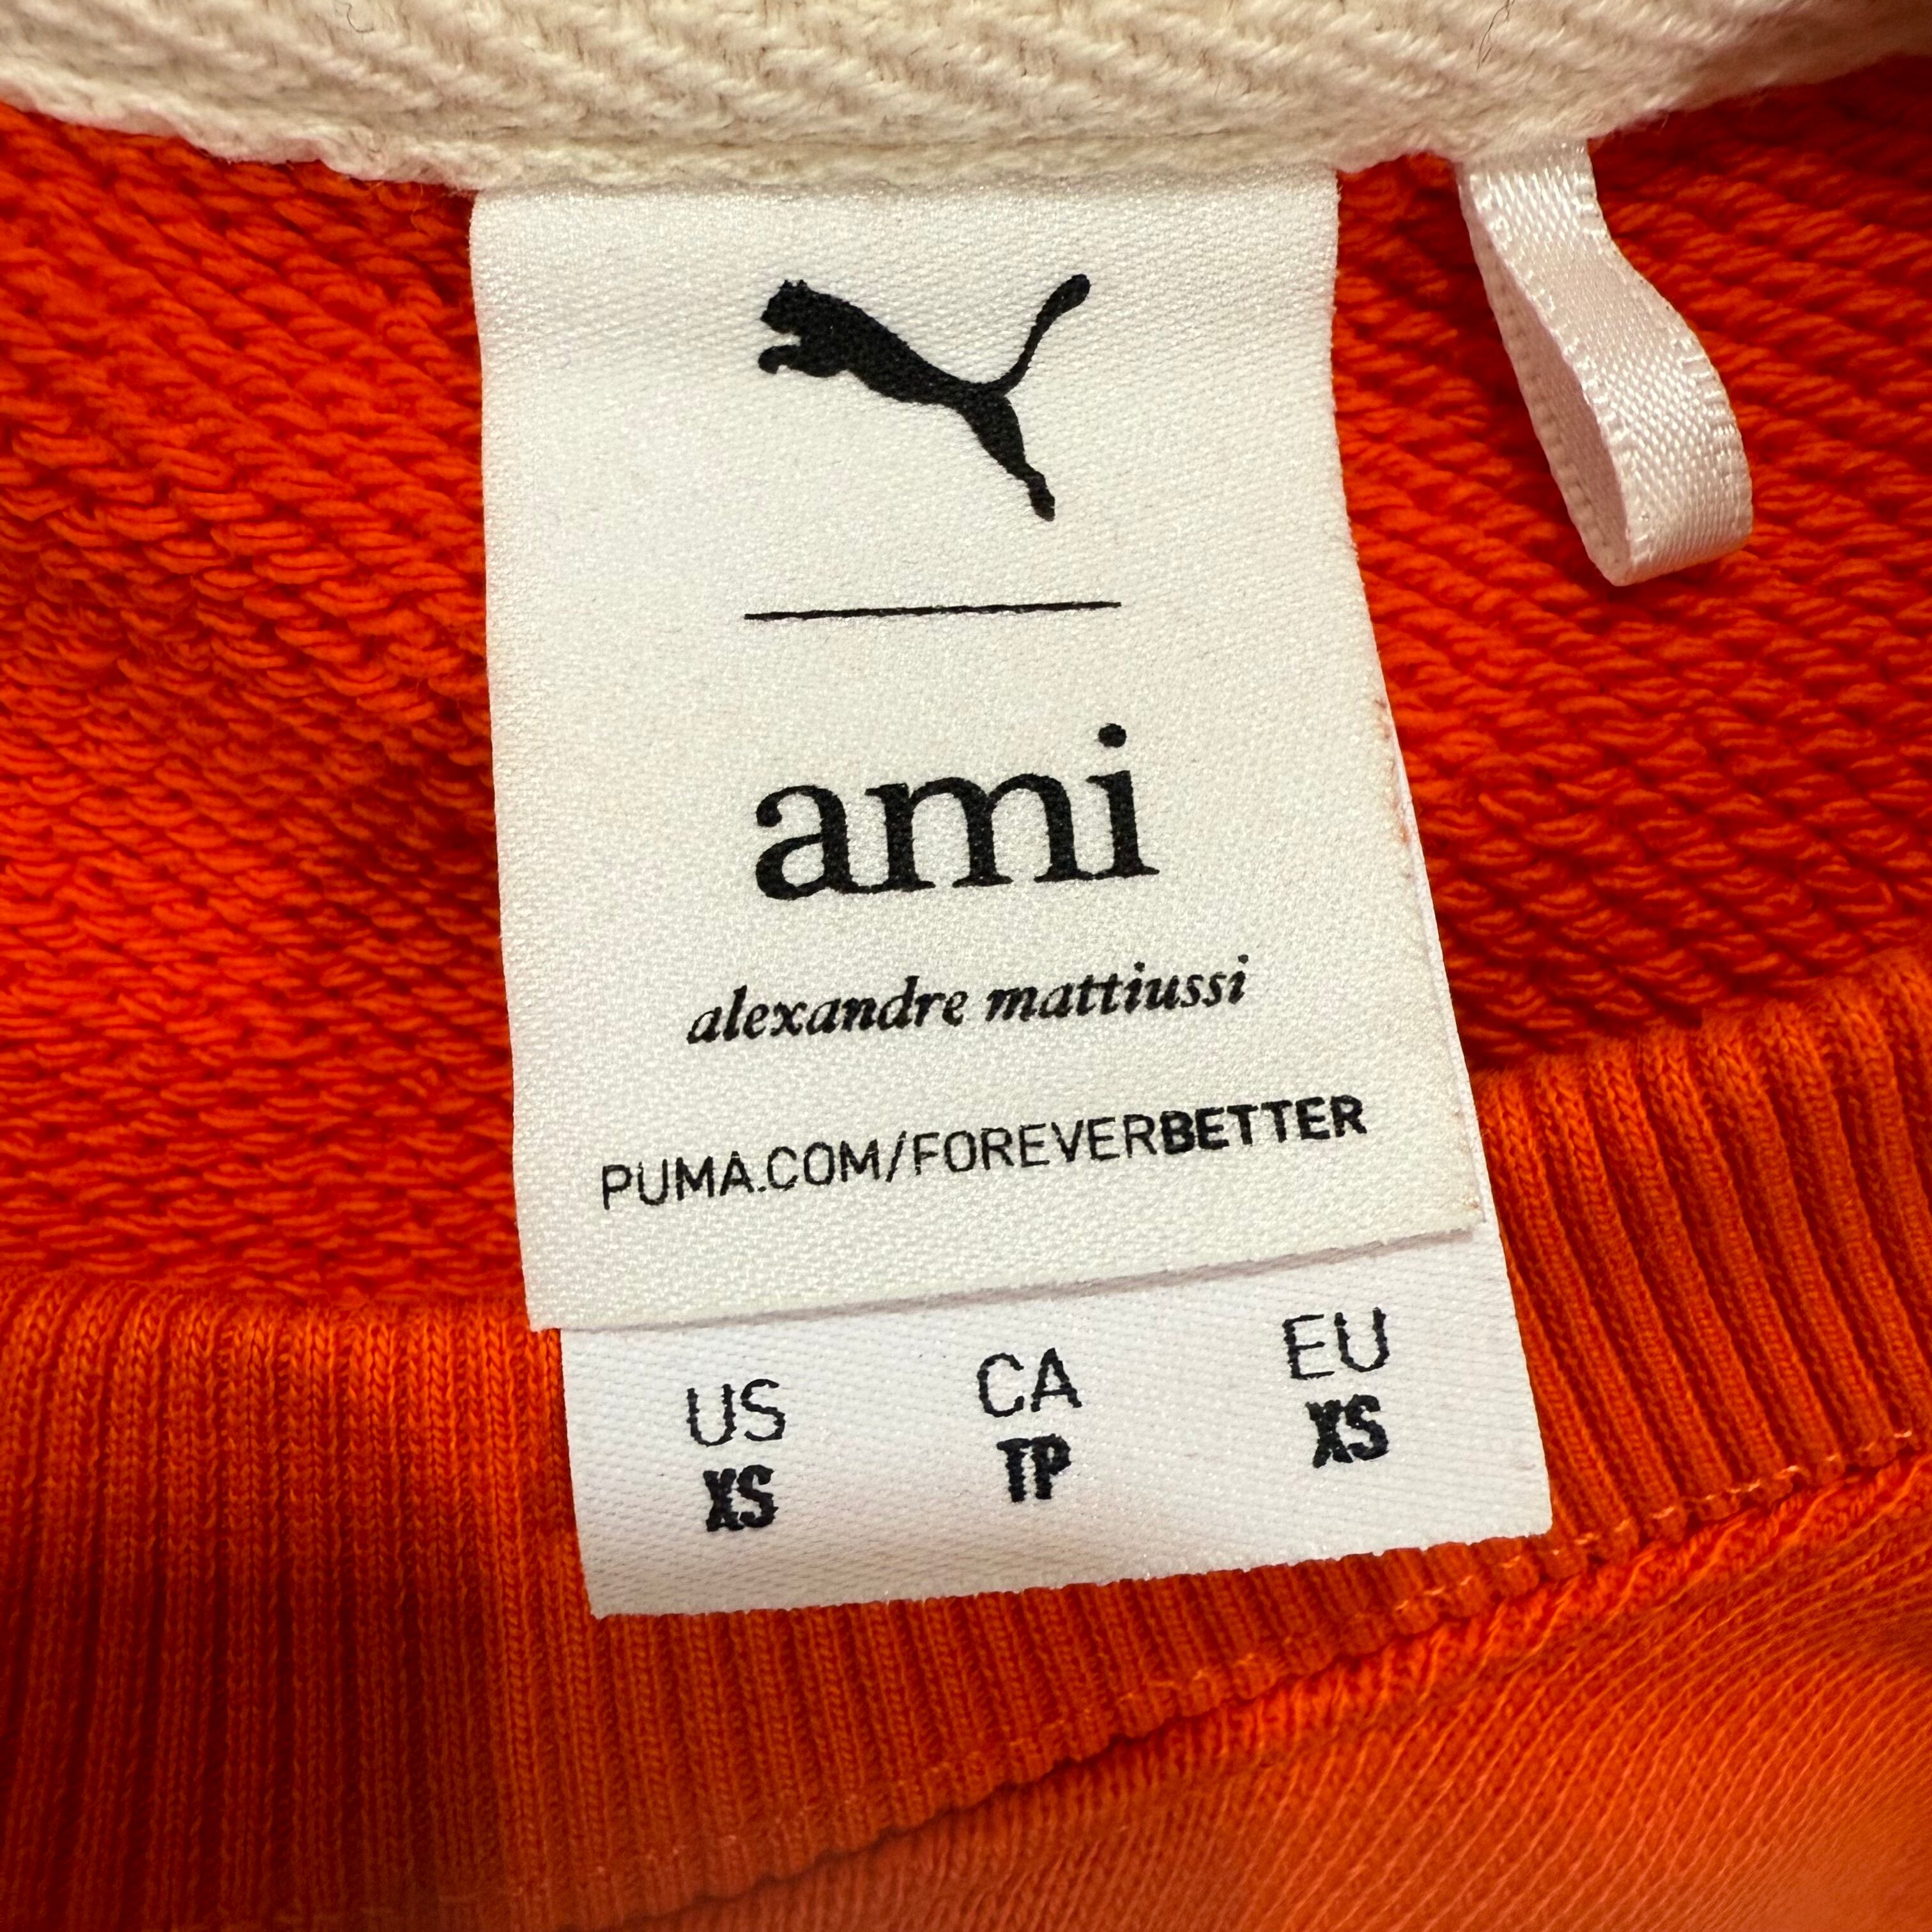 ami
alexandre mattiussi
PUMA.COM/FOREVERBETTER
US CA EU
XS TP XS